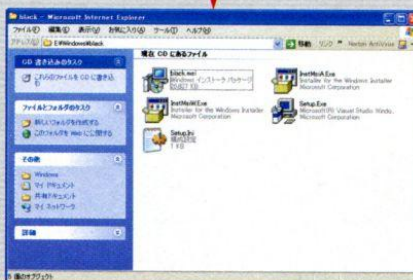 black - Microsoft Internet Explorer
ファイル(F) 編集(E) 表示(V) お気に入り(A) ツール(T) ヘルプ(H)
アドレス(D) E:¥Windows¥black 移動 リンク » Norton AntiVirus
CD 書き込みのタスク
これらのファイルを CD に書き込む
ファイルとフォルダのタスク
新しいフォルダを作成する
このフォルダを Web に公開する
その他
Windows
マイ ドキュメント
共有ドキュメント
マイ ネットワーク
詳細
現在 CD にあるファイル
black.msi
Windows インストーラ パッケージ
InstMsiA.Exe
Installer for the Windows Installer
Microsoft Corporation
InstMsiW.Exe
Installer for the Windows Installer
Microsoft Corporation
Setup.Exe
Microsoft(R) Visual Studio Windo...
Microsoft Corporation
Setup.Ini
構成設定
1 KB
5 個のオブジェクト